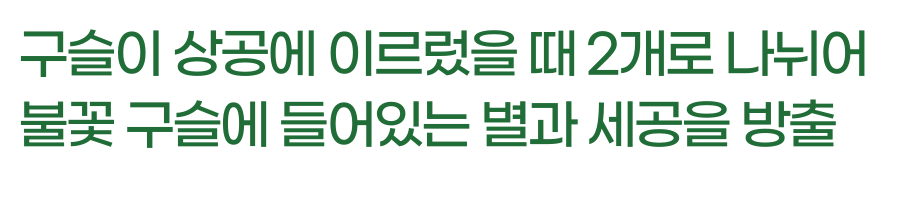 구슬이 상공에 이르렀을 때 2개로 나뉘어
불꽃 구슬에 들어있는 별과 세공을 방출